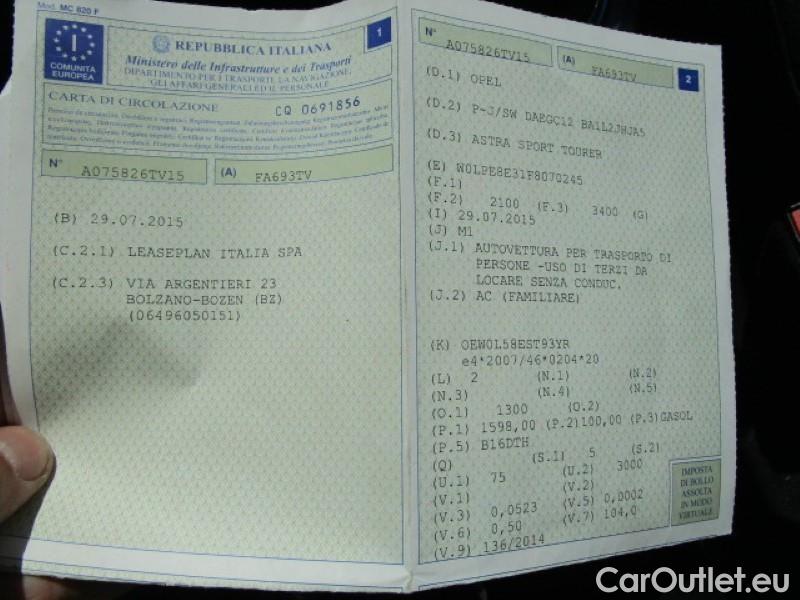 Mod. MC 820 F
I
COMUNITÀ
EUROPEA
REPUBBLICA ITALIANA
Ministero delle Infrastrutture e dei Trasporti
DIPARTIMENTO PER I TRASPORTI, LA NAVIGAZIONE,
GLI AFFARI GENERALI ED IL PERSONALE
1
CARTA DI CIRCOLAZIONE CQ 0691856
N° A075826TV15 (A) FA693TV
(B) 29.07.2015
(C.2.1) LEASEPLAN ITALIA SPA
(C.2.3) VIA ARGENTIERI 23
BOLZANO-BOZEN (BZ)
(06496050151)
N° A075826TV15 (A) FA693TV
2
(D.1) OPEL
(D.2) P-J/SW DAEGC12 BA1L2JHJA5
(D.3) ASTRA SPORT TOURER
(E) W0LPE8E31F8070245
(F.1)
(F.2) 2100 (F.3) 3400 (G)
(I) 29.07.2015
(J) M1
(J.1) AUTOVETTURA PER TRASPORTO DI
PERSONE -USO DI TERZI DA
LOCARE SENZA CONDUC.
(J.2) AC (FAMILIARE)
(K) OEW0L58EST93YR
e4*2007/46*0204*20
(L) 2 (N.1) (N.2)
(N.3) (N.4) (N.5)
(O.1) 1300 (O.2)
(P.1) 1598,00 (P.2)100,00 (P.3)GASOL
(P.5) B16DTH
(Q) (S.1) 5 (S.2)
(U.1) 75 (U.2) 3000
(V.1) (V.2)
(V.3) 0,0523 (V.5) 0,0002
(V.6) 0,50 (V.7) 104,0
(V.9) 136/2014
IMPOSTA
DI BOLLO
ASSOLTA
IN MODO
VIRTUALE
CarOutlet.eu